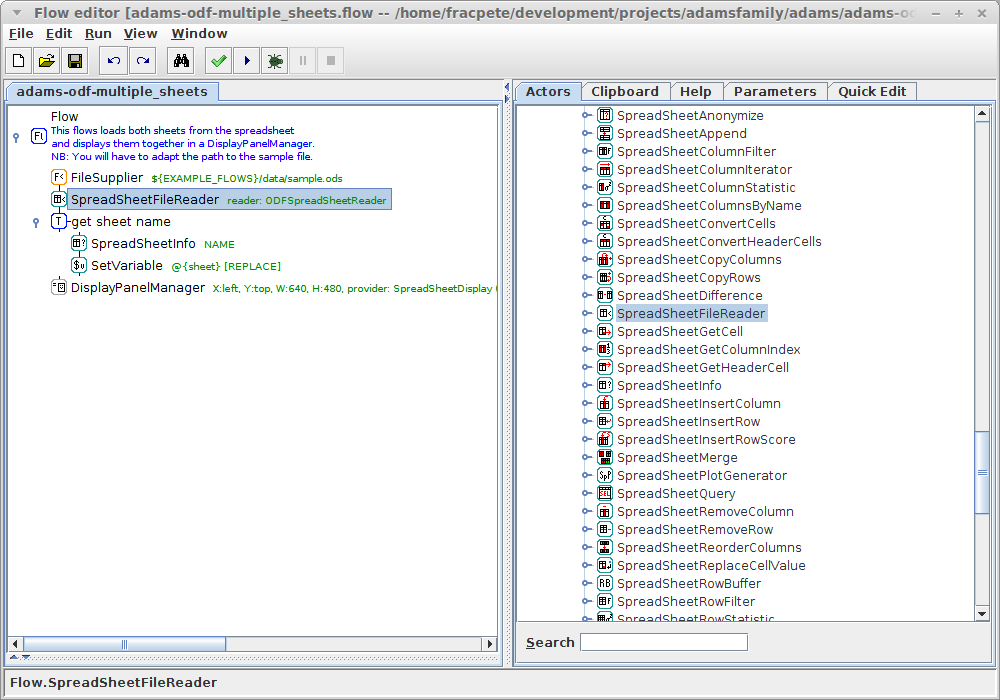 Flow editor [adams-odf-multiple_sheets.flow -- /home/fracpete/development/projects/adamsfamily/adams/adams-od
File Edit Run View Window
adams-odf-multiple_sheets
Flow
This flows loads both sheets from the spreadsheet
and displays them together in a DisplayPanelManager.
NB: You will have to adapt the path to the sample file.
FileSupplier ${EXAMPLE_FLOWS}/data/sample.ods
SpreadSheetFileReader reader: ODFSpreadSheetReader
get sheet name
SpreadSheetInfo NAME
SetVariable @{sheet} [REPLACE]
DisplayPanelManager X:left, Y:top, W:640, H:480, provider: SpreadSheetDisplay
Actors Clipboard Help Parameters Quick Edit
SpreadSheetAnonymize
SpreadSheetAppend
SpreadSheetColumnFilter
SpreadSheetColumnIterator
SpreadSheetColumnStatistic
SpreadSheetColumnsByName
SpreadSheetConvertCells
SpreadSheetConvertHeaderCells
SpreadSheetCopyColumns
SpreadSheetCopyRows
SpreadSheetDifference
SpreadSheetFileReader
SpreadSheetGetCell
SpreadSheetGetColumnIndex
SpreadSheetGetHeaderCell
SpreadSheetInfo
SpreadSheetInsertColumn
SpreadSheetInsertRow
SpreadSheetInsertRowScore
SpreadSheetMerge
SpreadSheetPlotGenerator
SpreadSheetQuery
SpreadSheetRemoveColumn
SpreadSheetRemoveRow
SpreadSheetReorderColumns
SpreadSheetReplaceCellValue
SpreadSheetRowBuffer
SpreadSheetRowFilter
SpreadSheetRowStatistic
Search
Flow.SpreadSheetFileReader